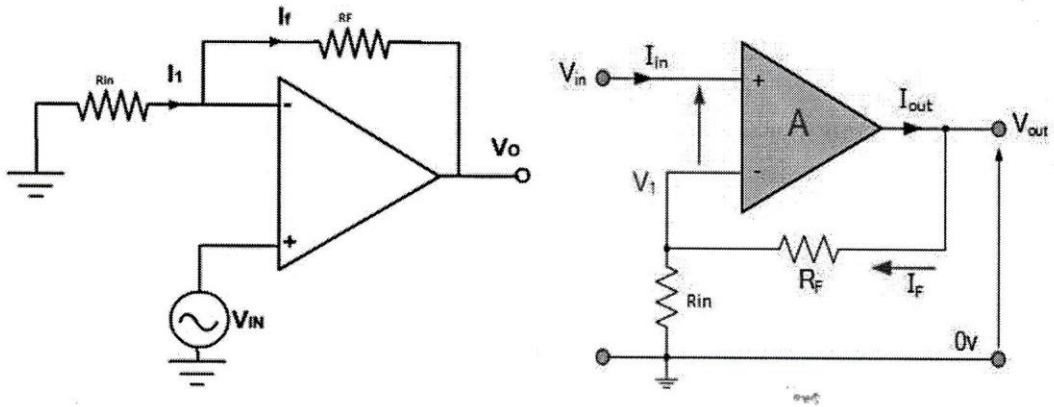 If
RF
Rin
I1
-
Vo
+
VIN
Vin
Iin
+
A
Iout
Vout
V1
-
RF
IF
Rin
0v